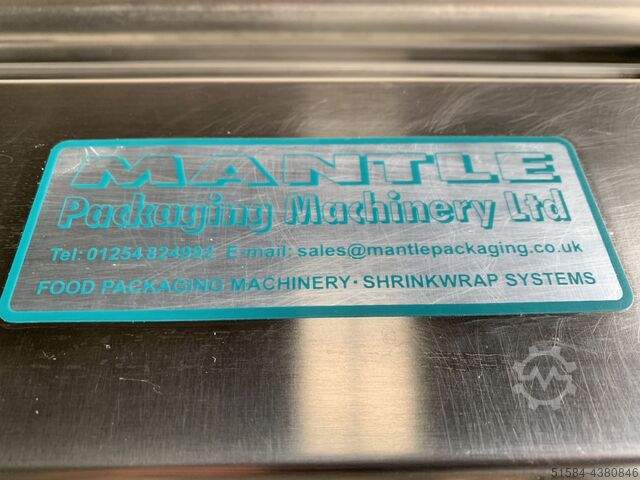 MANTLE
Packaging Machinery Ltd
Tel: 01254 824992 E-mail: sales@mantlepackaging.co.uk
FOOD PACKAGING MACHINERY• SHRINKWRAP SYSTEMS
51584-4380846